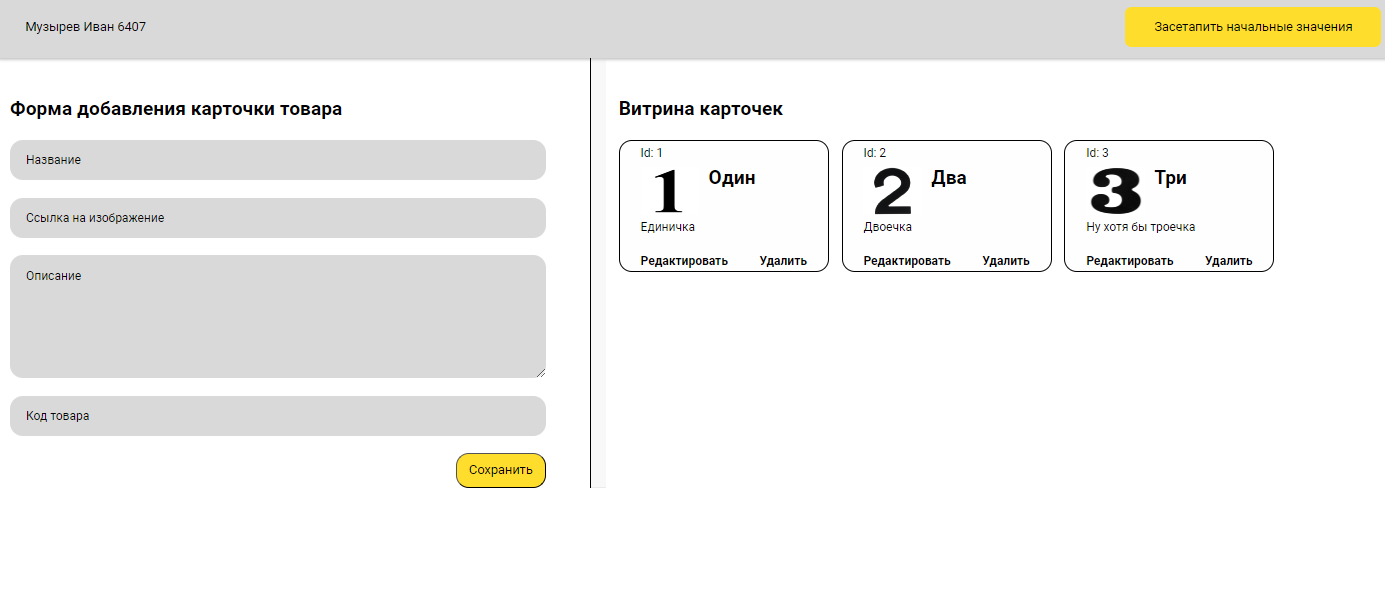 Музырев Иван 6407
Засетапить начальные значения
Форма добавления карточки товара
Название
Ссылка на изображение
Описание
Код товара
Сохранить
Витрина карточек
Id: 1
1 Один
Единичка
Редактировать Удалить
Id: 2
2 Два
Двоечка
Редактировать Удалить
Id: 3
3 Три
Ну хотя бы троечка
Редактировать Удалить